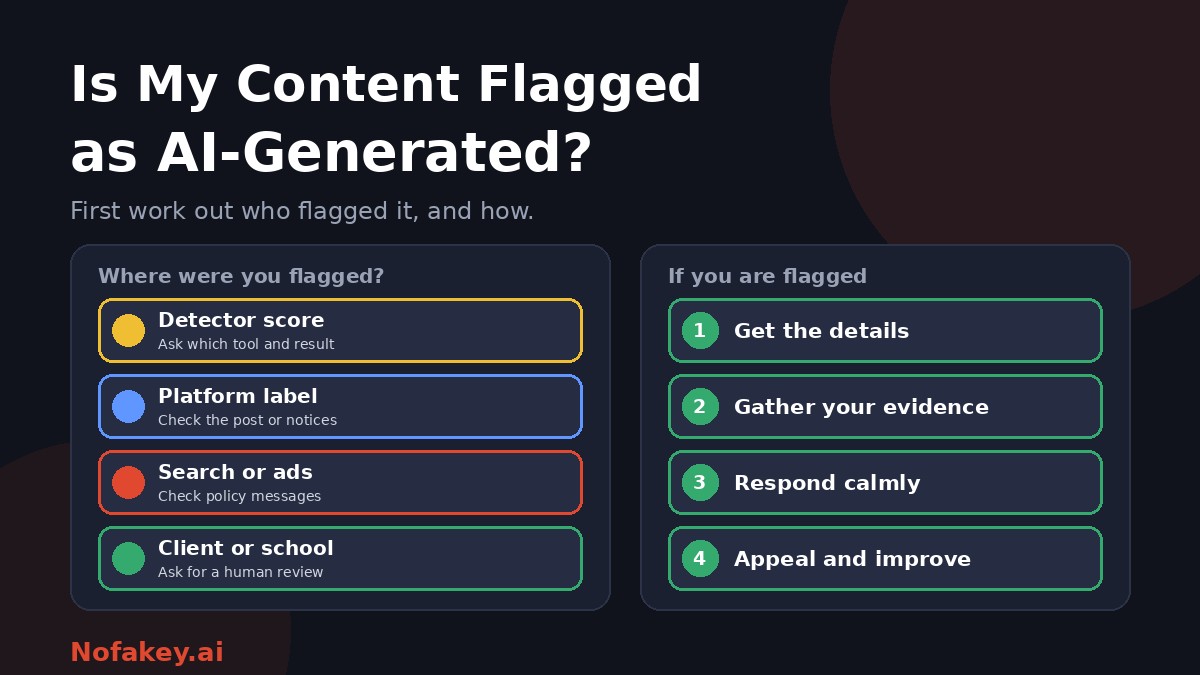 Is My Content Flagged
as AI-Generated?
First work out who flagged it, and how.
Where were you flagged?
Detector score
Ask which tool and result
Platform label
Check the post or notices
Search or ads
Check policy messages
Client or school
Ask for a human review
If you are flagged
1 Get the details
2 Gather your evidence
3 Respond calmly
4 Appeal and improve
Nofakey.ai